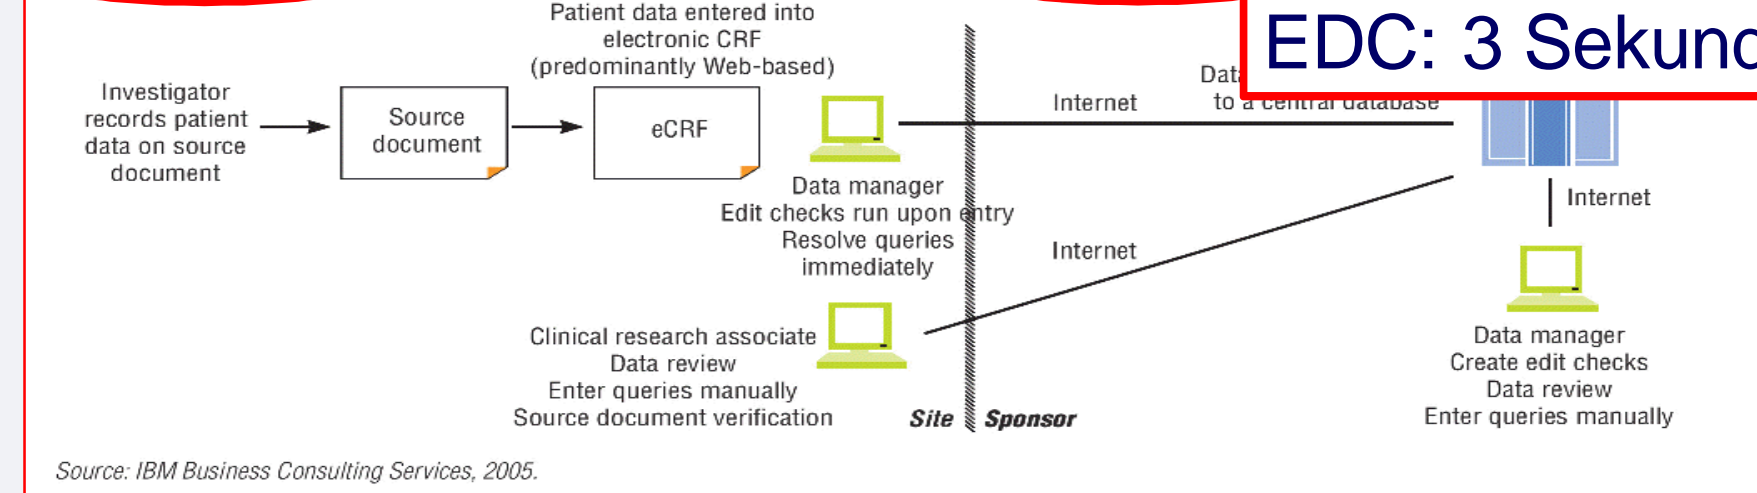 EDC: 3 Sekund
Patient data entered into
electronic CRF
(predominantly Web-based)
Investigator
records patient
data on source
document
Source
document
eCRF
Internet
to a central database
Data manager
Edit checks run upon entry
Resolve queries
immediately
Internet
Internet
Clinical research associate
Data review
Enter queries manually
Source document verification
Data manager
Create edit checks
Data review
Enter queries manually
Site
Sponsor
Source: IBM Business Consulting Services, 2005.